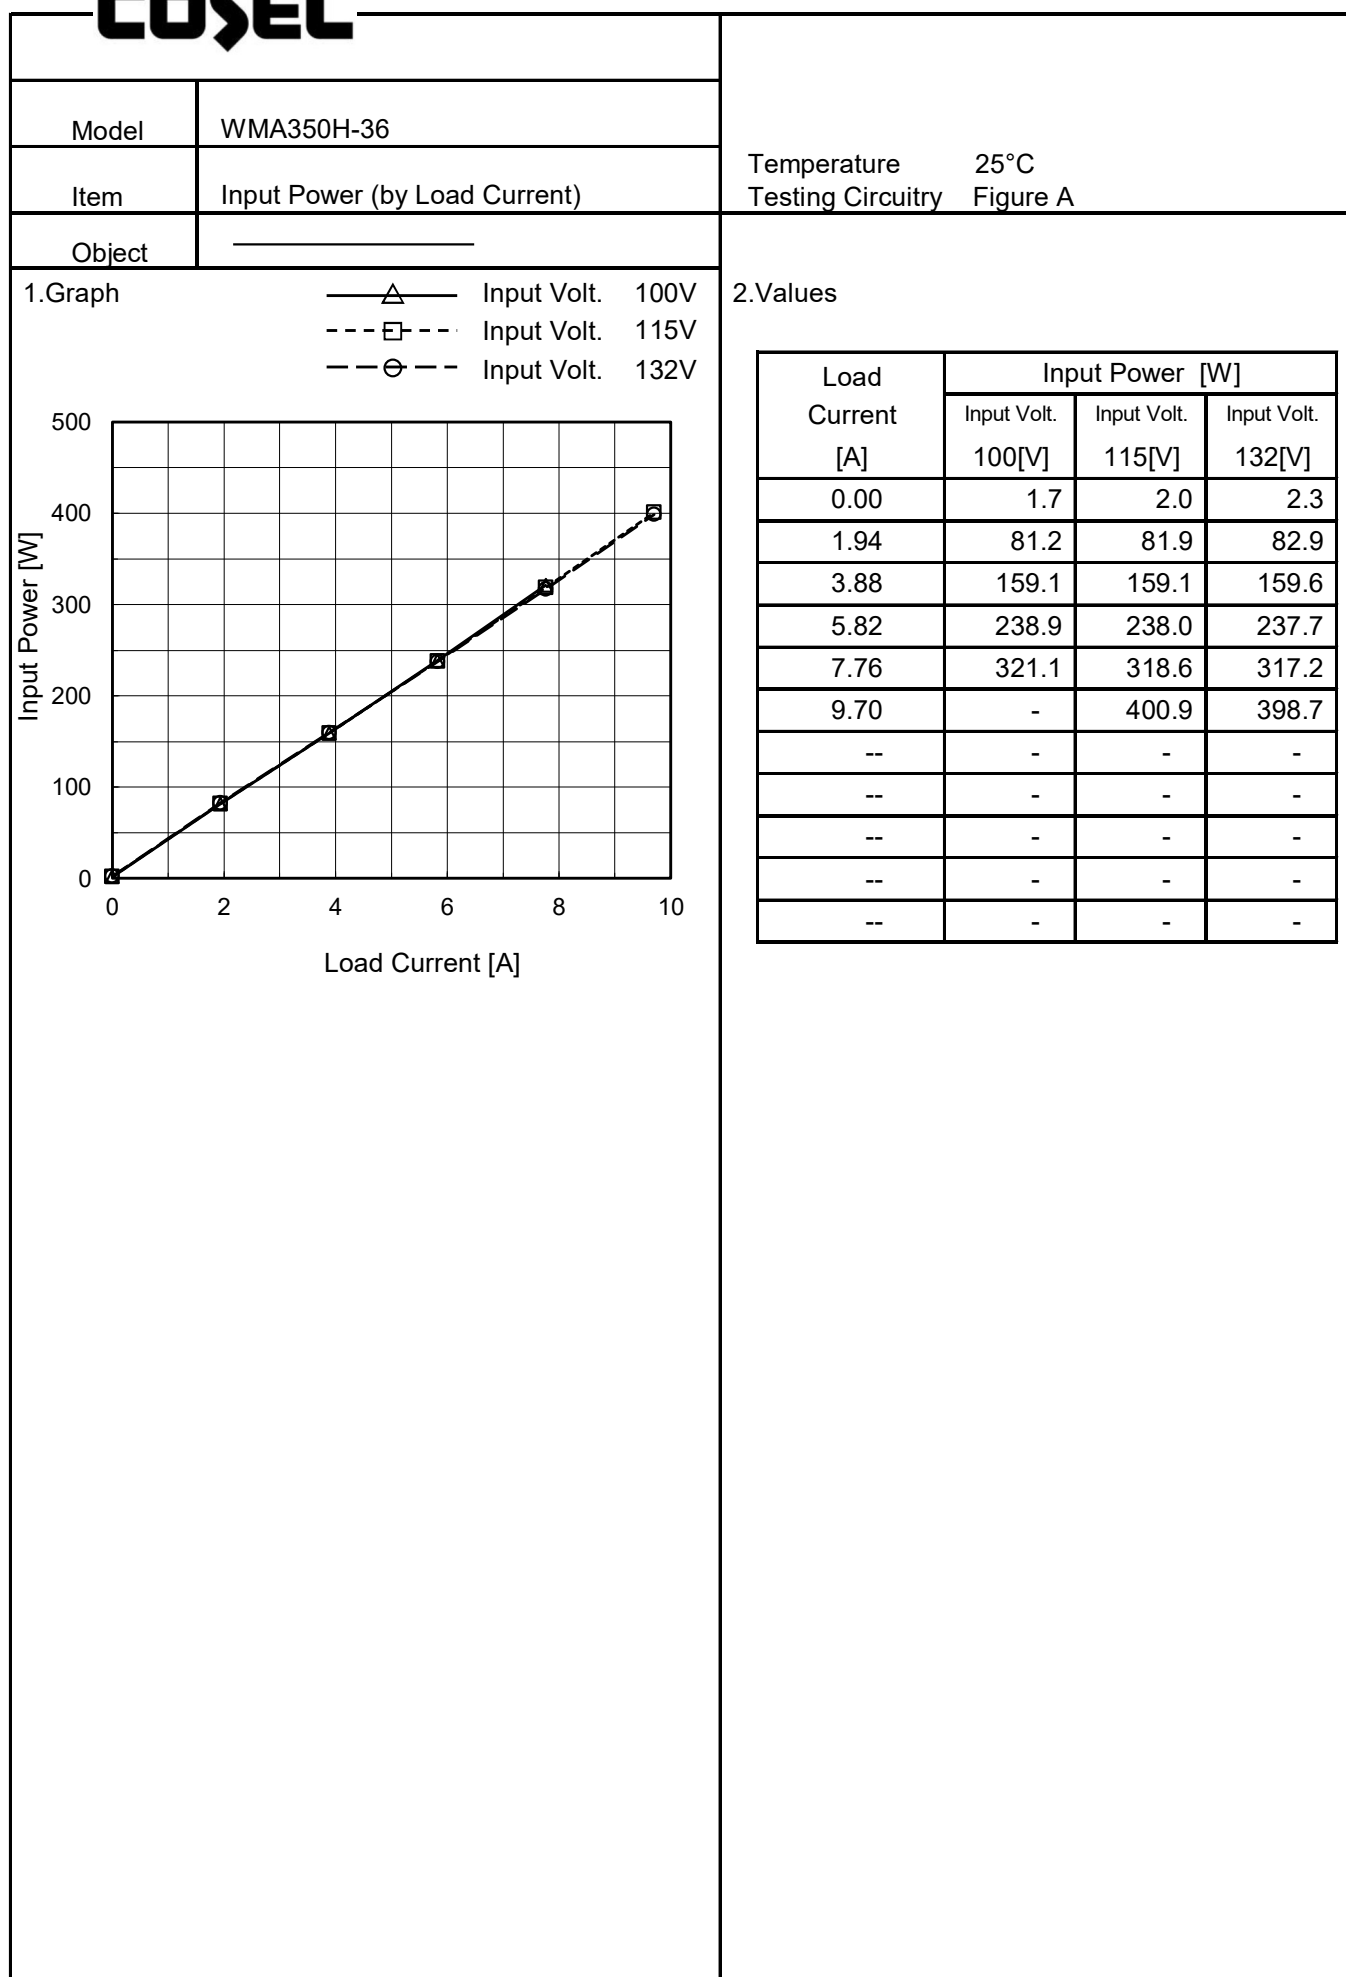 COSEL
Model WMA350H-36
Item Input Power (by Load Current)
Object
Temperature 25°C
Testing Circuitry Figure A
1.Graph
Input Volt. 100V
Input Volt. 115V
Input Volt. 132V
500
400
300
200
100
0
Input Power [W]
0 2 4 6 8 10
Load Current [A]
2.Values
Load Input Power [W]
Current Input Volt. Input Volt. Input Volt.
[A] 100[V] 115[V] 132[V]
0.00 1.7 2.0 2.3
1.94 81.2 81.9 82.9
3.88 159.1 159.1 159.6
5.82 238.9 238.0 237.7
7.76 321.1 318.6 317.2
9.70 - 400.9 398.7
-- - - -
-- - - -
-- - - -
-- - - -
-- - - -